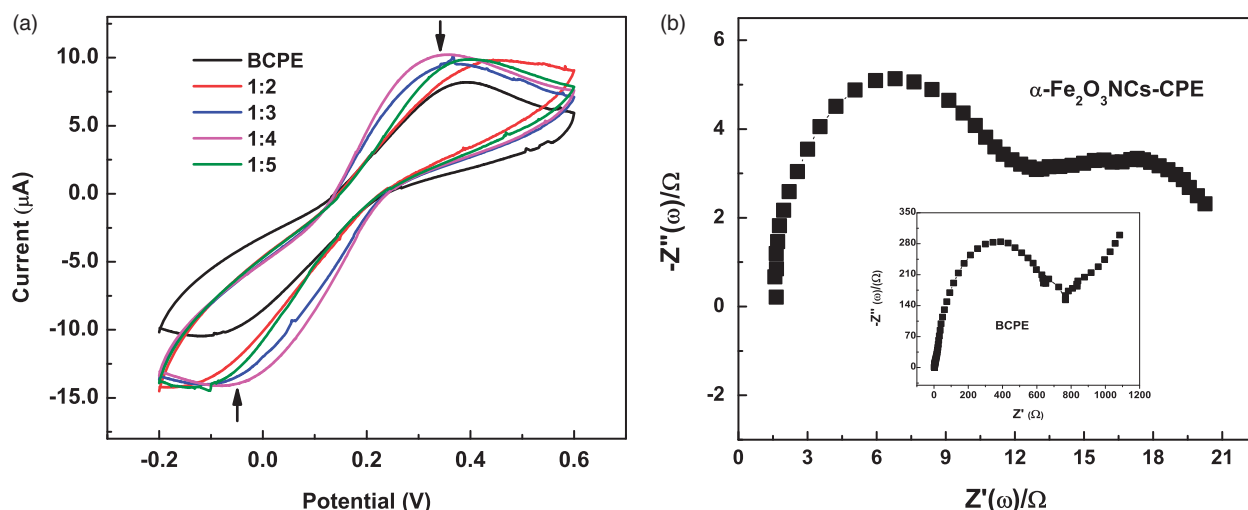 (a)
10.0
5.0
0.0
-5.0
-10.0
-15.0
Current (μA)
BCPE
1:2
1:3
1:4
1:5
-0.2 0.0 0.2 0.4 0.6
Potential (V)
(b)
6
4
2
0
-2
-Z''(ω)/Ω
α-Fe₂O₃NCs-CPE
350
280
210
140
70
0
-Z'' (ω)/(Ω)
BCPE
0 200 400 600 800 1000 1200
Z' (Ω)
3 6 9 12 15 18 21
Z'(ω)/Ω